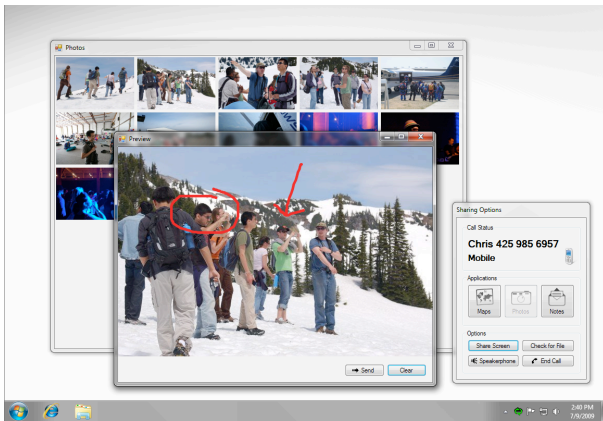 Photos
Preview
Send
Clear
Sharing Options
Call Status
Chris 425 985 6957
Mobile
Applications
Maps
Photos
Notes
Options
Share Screen
Check for File
Speakerphone
End Call
2:40 PM
7/9/2009